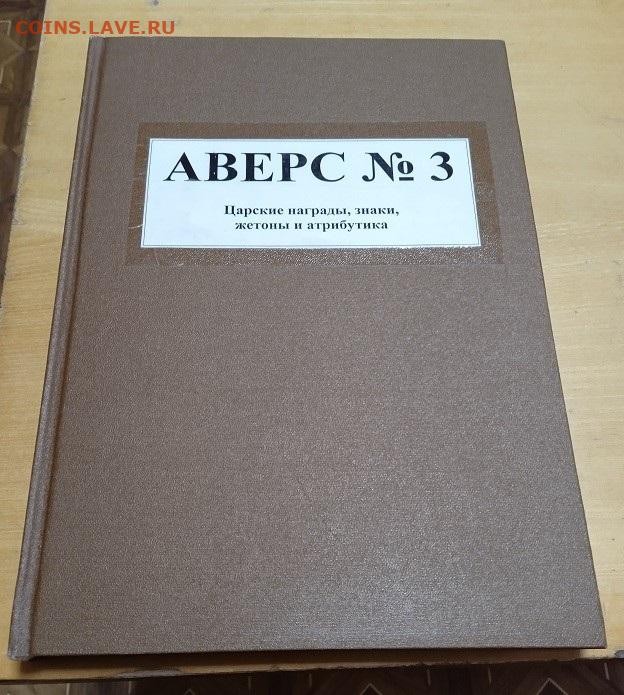 COINS.LAVE.RU
АВЕРС № 3
Царские награды, знаки,
жетоны и атрибутика